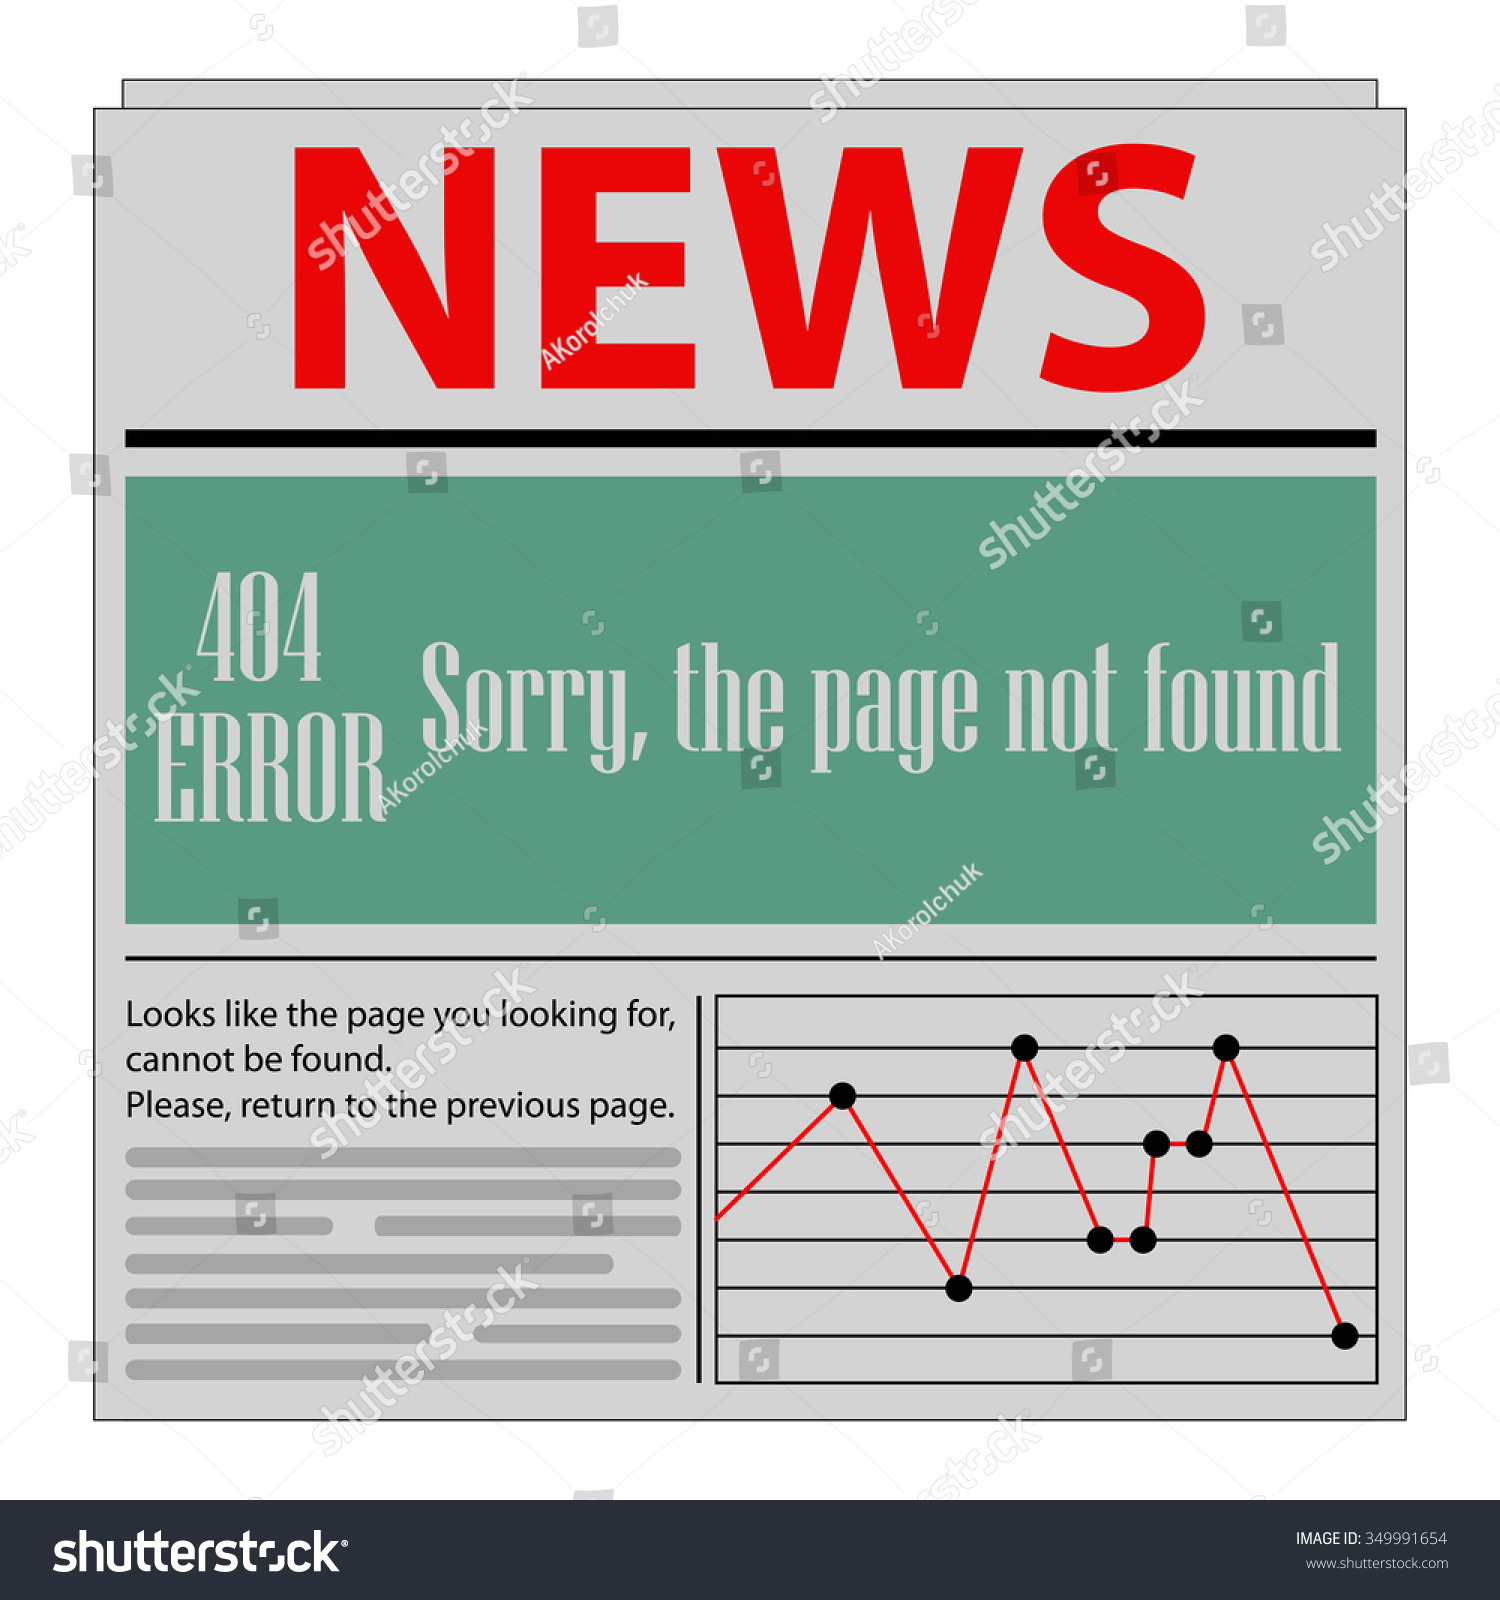 NEWS
404
ERROR
Sorry, the page not found
Looks like the page you looking for,
cannot be found.
Please, return to the previous page.
shutterstock
AKorolchuk
IMAGE ID: 349991654
www.shutterstock.com